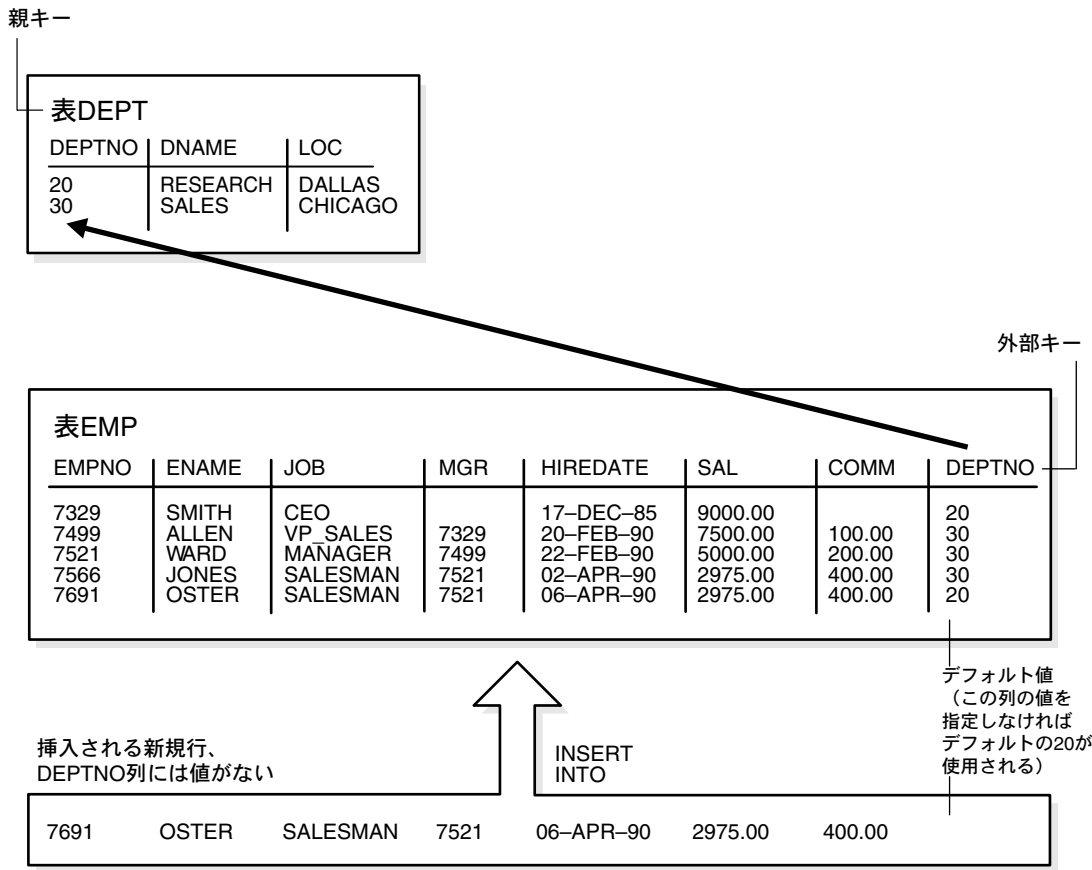 親キー
表DEPT
DEPTNO DNAME LOC
20 RESEARCH DALLAS
30 SALES CHICAGO
外部キー
表EMP
EMPNO ENAME JOB MGR HIREDATE SAL COMM DEPTNO
7329 SMITH CEO 17–DEC–85 9000.00 20
7499 ALLEN VP_SALES 7329 20–FEB–90 7500.00 100.00 30
7521 WARD MANAGER 7499 22–FEB–90 5000.00 200.00 30
7566 JONES SALESMAN 7521 02–APR–90 2975.00 400.00 30
7691 OSTER SALESMAN 7521 06–APR–90 2975.00 400.00 20
デフォルト値
（この列の値を
指定しなければ
デフォルトの20が
使用される）
挿入される新規行、
DEPTNO列には値がない
INSERT
INTO
7691 OSTER SALESMAN 7521 06–APR–90 2975.00 400.00